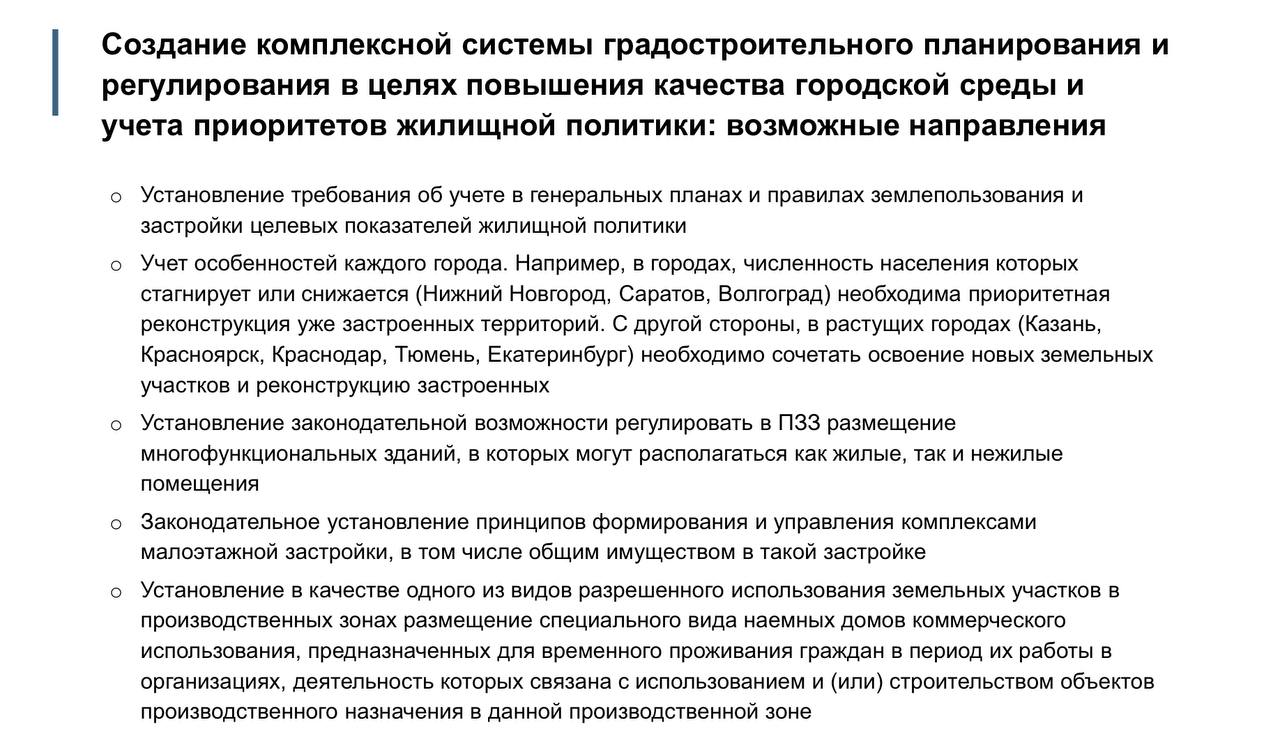 Создание комплексной системы градостроительного планирования и
регулирования в целях повышения качества городской среды и
учета приоритетов жилищной политики: возможные направления
o Установление требования об учете в генеральных планах и правилах землепользования и
застройки целевых показателей жилищной политики
o Учет особенностей каждого города. Например, в городах, численность населения которых
стагнирует или снижается (Нижний Новгород, Саратов, Волгоград) необходима приоритетная
реконструкция уже застроенных территорий. С другой стороны, в растущих городах (Казань,
Красноярск, Краснодар, Тюмень, Екатеринбург) необходимо сочетать освоение новых земельных
участков и реконструкцию застроенных
o Установление законодательной возможности регулировать в ПЗЗ размещение
многофункциональных зданий, в которых могут располагаться как жилые, так и нежилые
помещения
o Законодательное установление принципов формирования и управления комплексами
малоэтажной застройки, в том числе общим имуществом в такой застройке
o Установление в качестве одного из видов разрешенного использования земельных участков в
производственных зонах размещение специального вида наемных домов коммерческого
использования, предназначенных для временного проживания граждан в период их работы в
организациях, деятельность которых связана с использованием и (или) строительством объектов
производственного назначения в данной производственной зоне